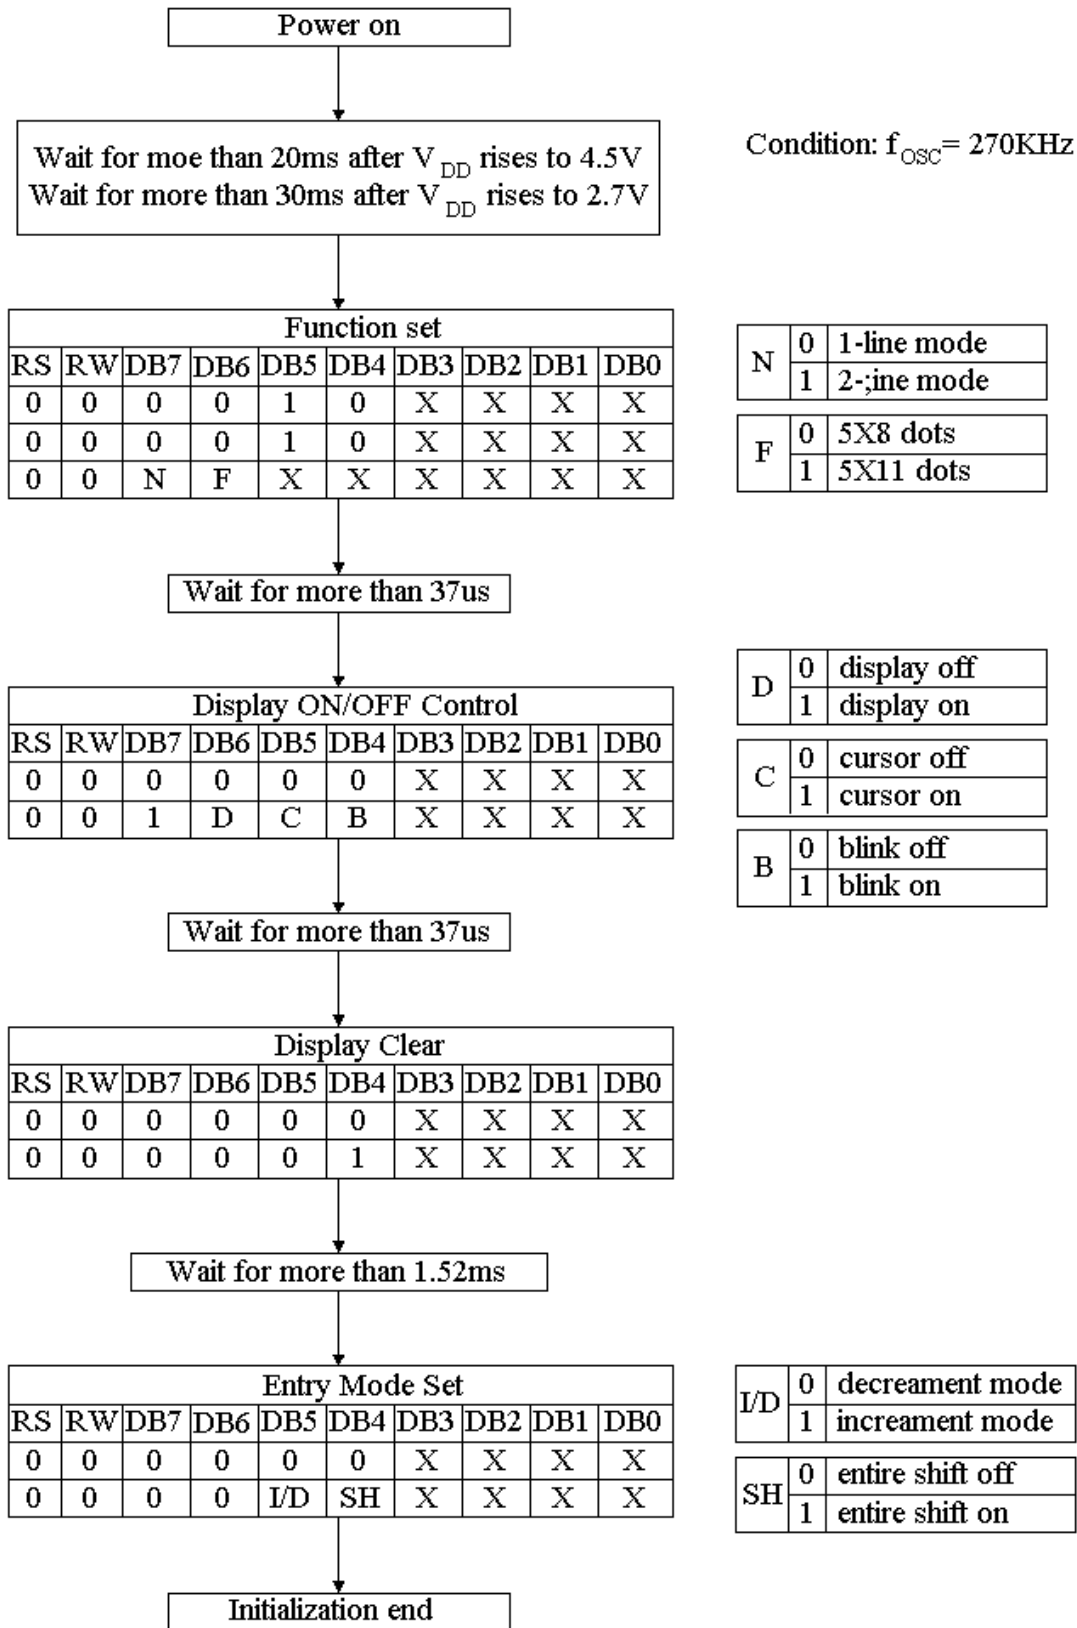 Power on
Wait for moe than 20ms after VDD rises to 4.5V
Wait for more than 30ms after VDD rises to 2.7V
Condition: fOSC= 270KHz
Function set
RS RW DB7 DB6 DB5 DB4 DB3 DB2 DB1 DB0
0 0 0 0 1 0 X X X X
0 0 0 0 1 0 X X X X
0 0 N F X X X X X X
N
0 1-line mode
1 2-;ine mode
F
0 5X8 dots
1 5X11 dots
Wait for more than 37us
Display ON/OFF Control
RS RW DB7 DB6 DB5 DB4 DB3 DB2 DB1 DB0
0 0 0 0 0 0 X X X X
0 0 1 D C B X X X X
D
0 display off
1 display on
C
0 cursor off
1 cursor on
B
0 blink off
1 blink on
Wait for more than 37us
Display Clear
RS RW DB7 DB6 DB5 DB4 DB3 DB2 DB1 DB0
0 0 0 0 0 0 X X X X
0 0 0 0 0 1 X X X X
Wait for more than 1.52ms
Entry Mode Set
RS RW DB7 DB6 DB5 DB4 DB3 DB2 DB1 DB0
0 0 0 0 0 0 X X X X
0 0 0 0 I/D SH X X X X
I/D
0 decreament mode
1 increament mode
SH
0 entire shift off
1 entire shift on
Initialization end